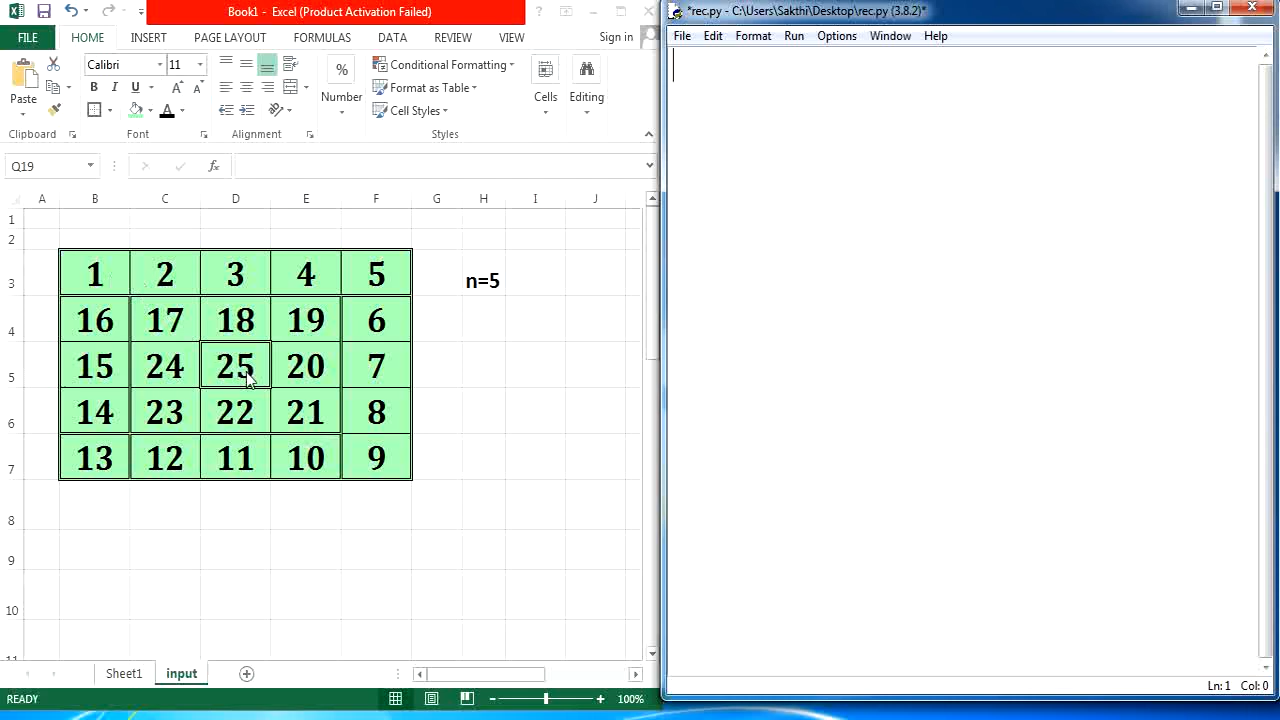 Book1 - Excel (Product Activation Failed)
FILE HOME INSERT PAGE LAYOUT FORMULAS DATA REVIEW VIEW Sign in
Paste
Calibri 11
B I U
A A
A
%
Number
Conditional Formatting
Format as Table
Cell Styles
Cells
Editing
Clipboard Font Alignment Styles
Q19 fx
A B C D E F G H I J
1
2
3 1 2 3 4 5 n=5
4 16 17 18 19 6
5 15 24 25 20 7
6 14 23 22 21 8
7 13 12 11 10 9
8
9
10
11
Sheet1 input
READY 100%
*rec.py - C:\Users\Sakthi\Desktop\rec.py (3.8.2)*
File Edit Format Run Options Window Help
Ln: 1 Col: 0